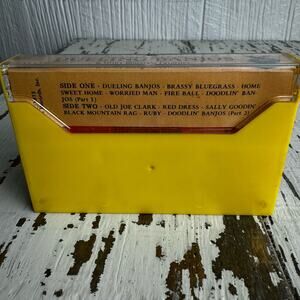 SIDE ONE - DUELING BANJOS - BRASSY BLUEGRASS - HOME
SWEET HOME - WORRIED MAN - FIRE BALL - DOODLIN' BAN-
JOS (Part 1)
SIDE TWO - OLD JOE CLARK - RED DRESS - SALLY GOODIN'
BLACK MOUNTAIN RAG - RUBY - DOODLIN' BANJOS (Part 2)